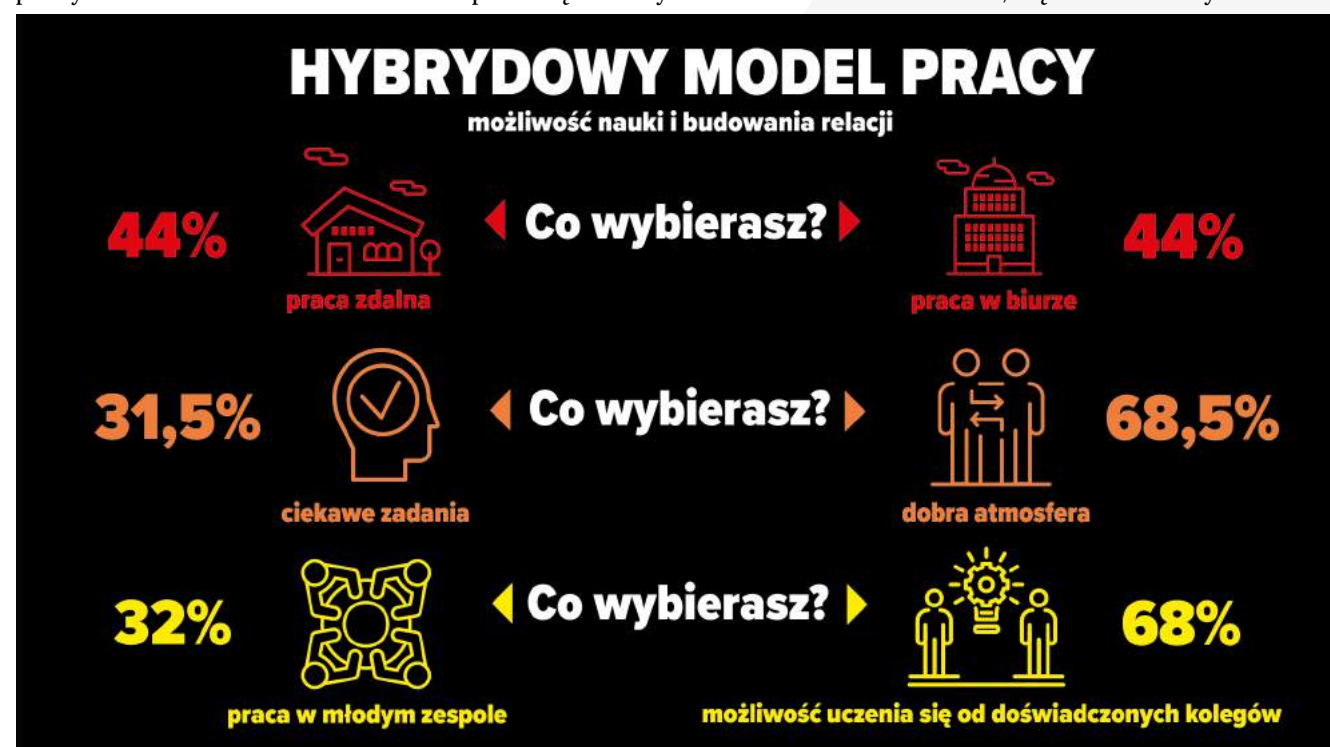 HYBRYDOWY MODEL PRACY
możliwość nauki i budowania relacji
44%
Co wybierasz?
44%
praca zdalna
praca w biurze
31,5%
Co wybierasz?
68,5%
ciekawe zadania
dobra atmosfera
32%
Co wybierasz?
68%
praca w młodym zespole
możliwość uczenia się od doświadczonych kolegów